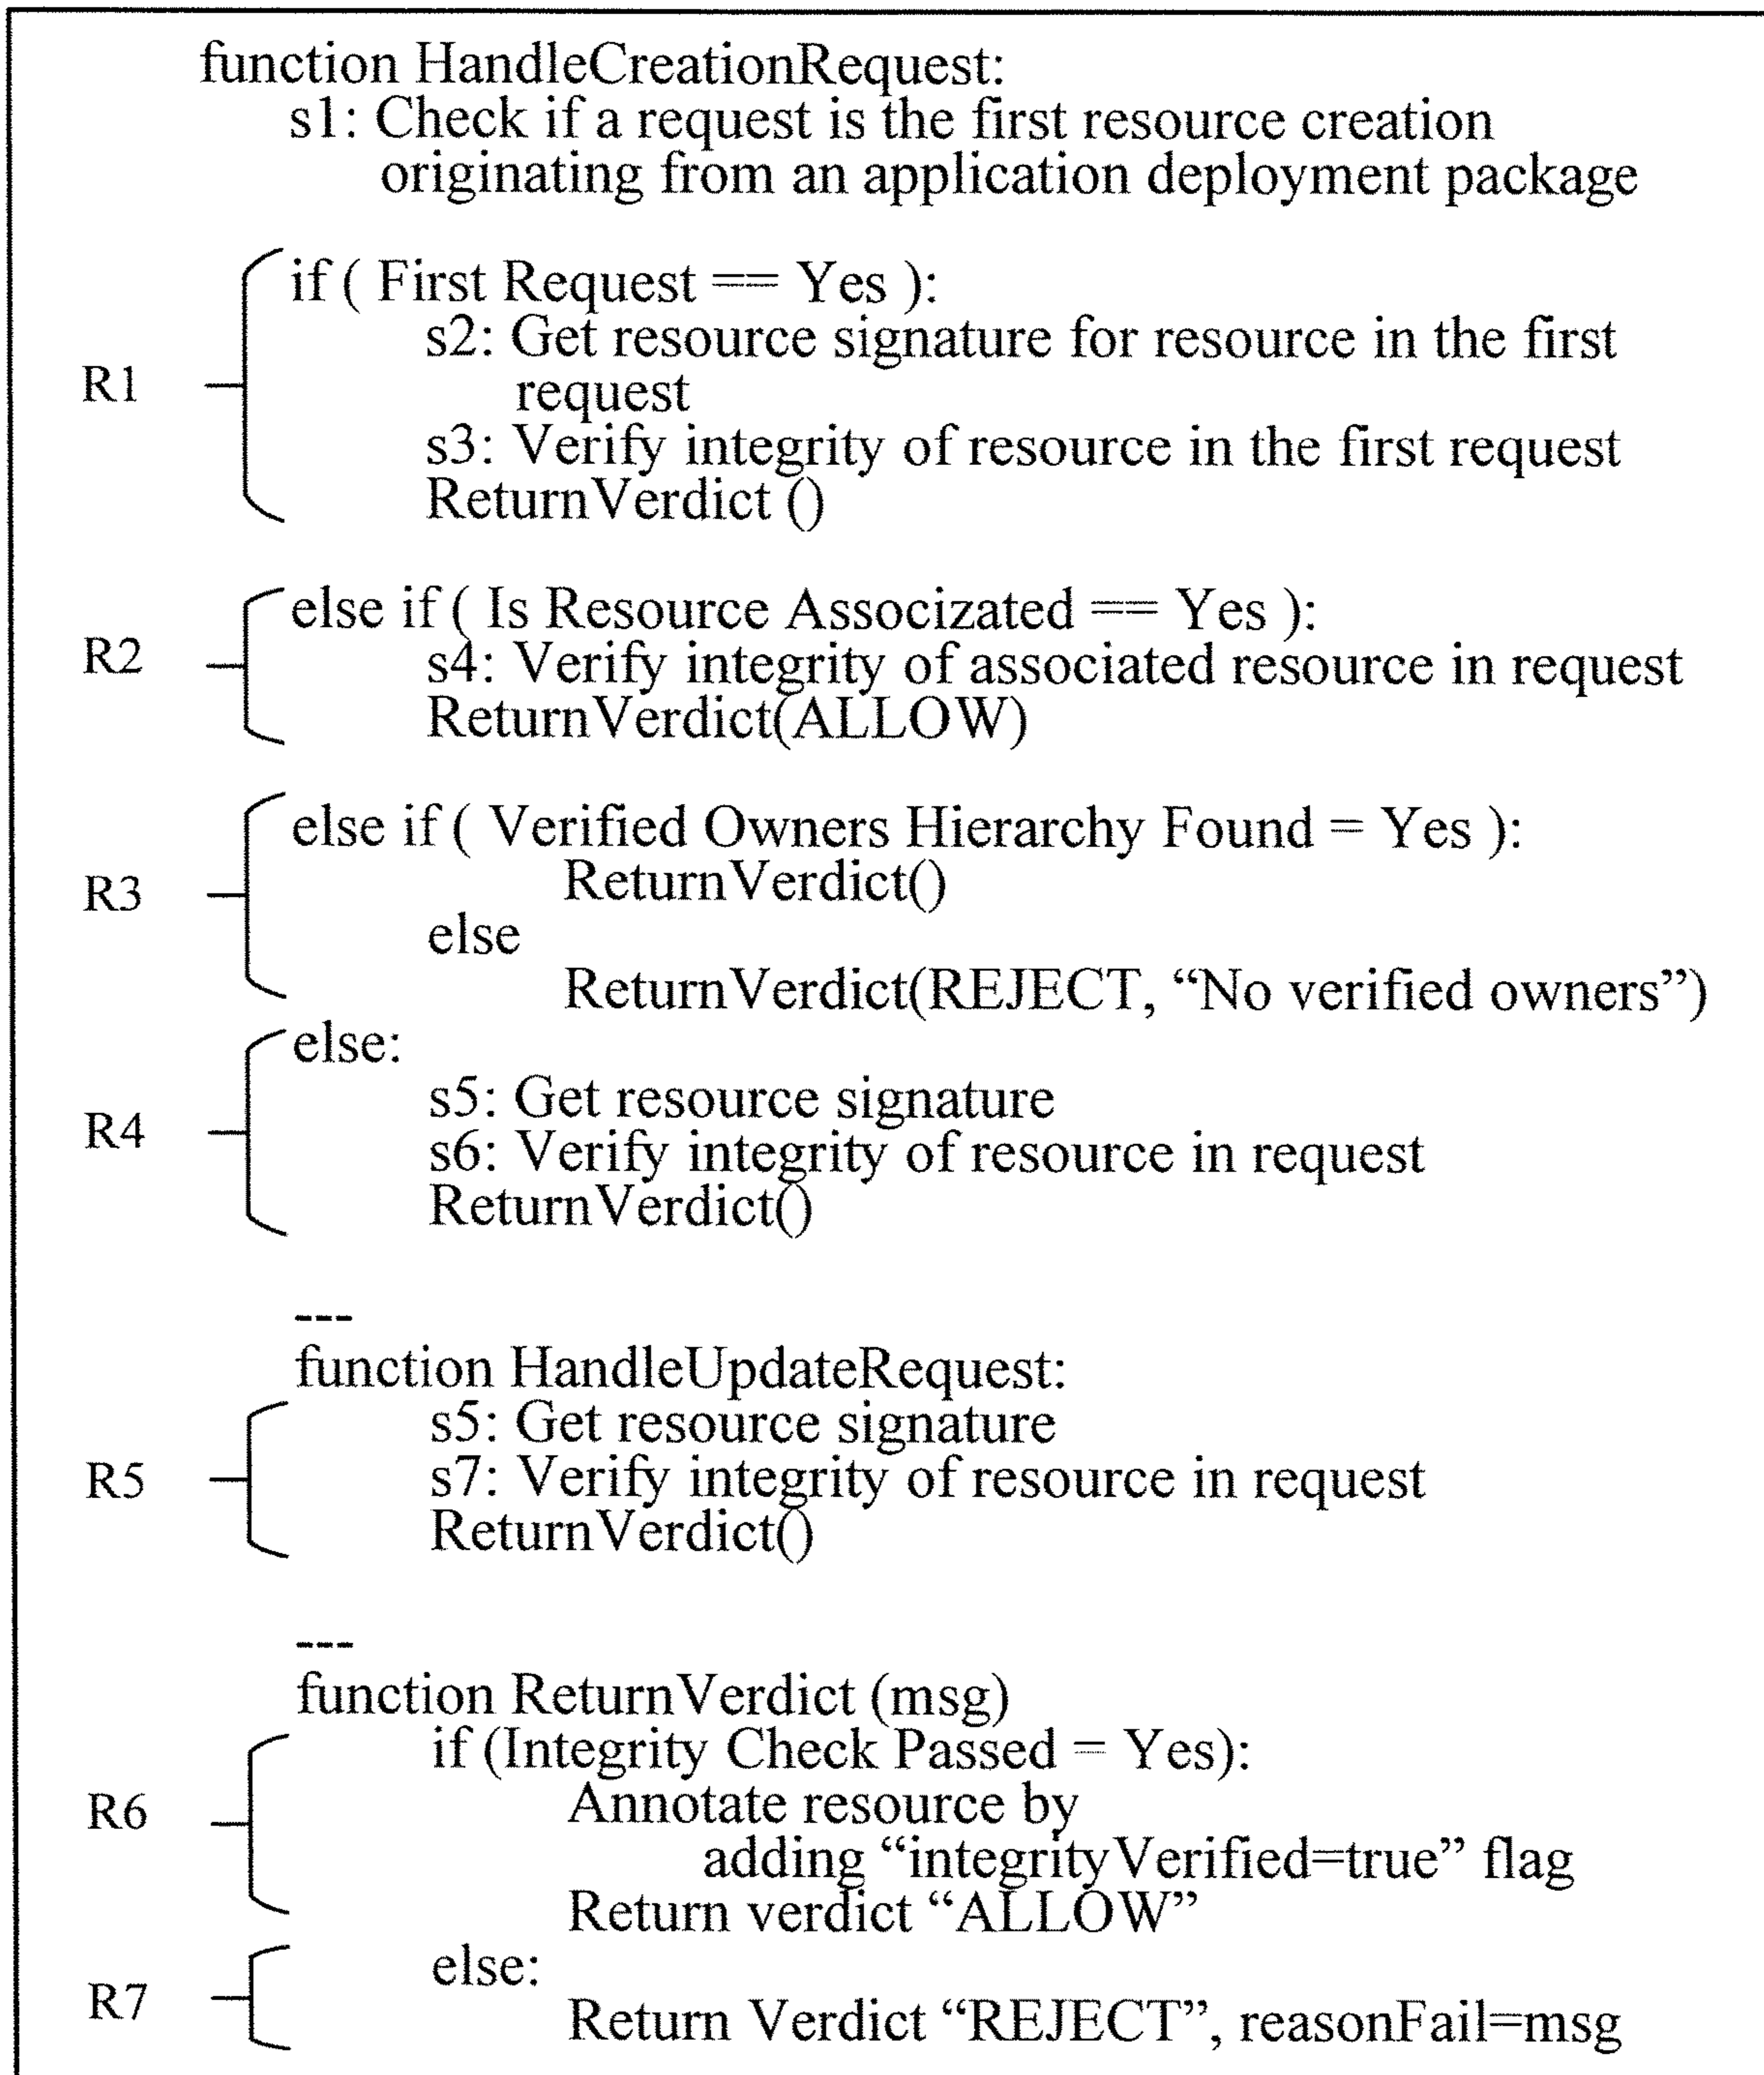 function HandleCreationRequest:
s1: Check if a request is the first resource creation
originating from an application deployment package
if ( First Request == Yes ):
s2: Get resource signature for resource in the first
request
R1
s3: Verify integrity of resource in the first request
ReturnVerdict ()
else if ( Is Resource Associzated == Yes ):
R2
s4: Verify integrity of associated resource in request
ReturnVerdict(ALLOW)
else if ( Verified Owners Hierarchy Found = Yes ):
ReturnVerdict()
R3
else
ReturnVerdict(REJECT, “No verified owners”)
else:
s5: Get resource signature
R4
s6: Verify integrity of resource in request
ReturnVerdict()
---
function HandleUpdateRequest:
s5: Get resource signature
R5
s7: Verify integrity of resource in request
ReturnVerdict()
---
function ReturnVerdict (msg)
if (Integrity Check Passed = Yes):
Annotate resource by
R6
adding “integrityVerified=true” flag
Return verdict “ALLOW”
else:
R7
Return Verdict “REJECT”, reasonFail=msg